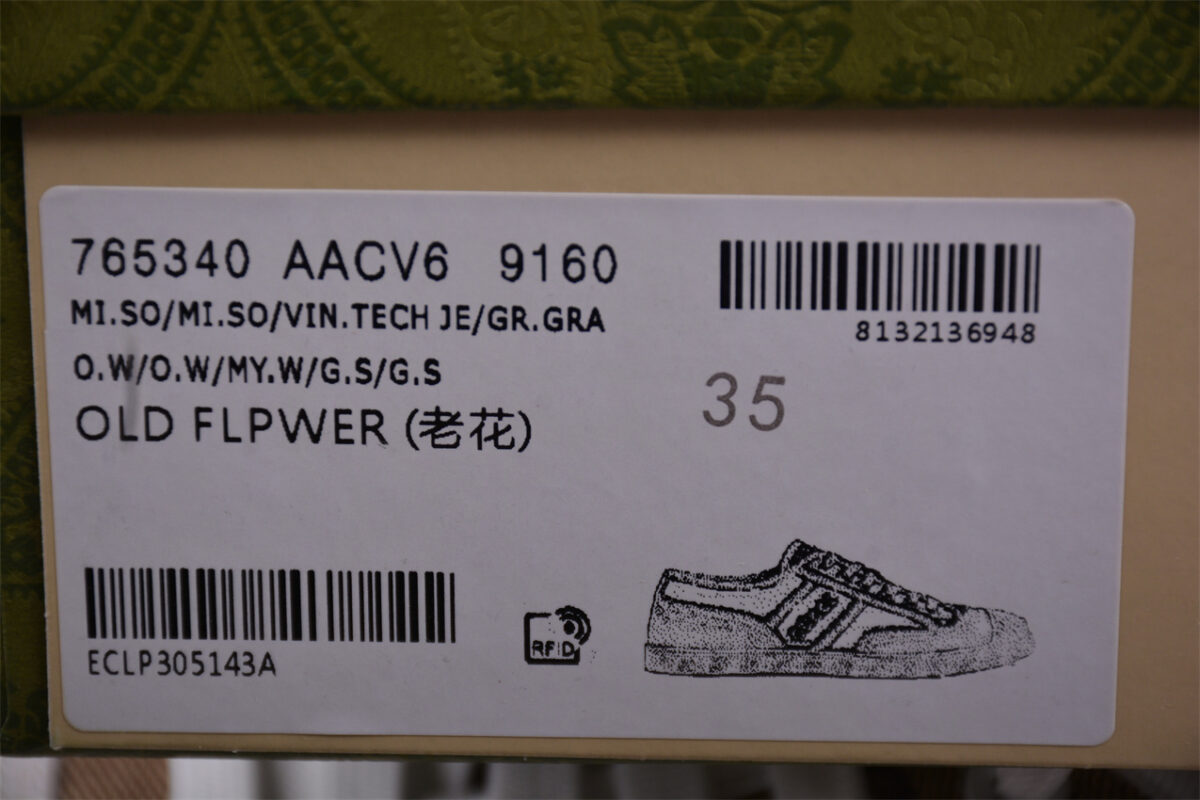 765340 AACV6 9160
MI.SO/MI.SO/VIN.TECH JE/GR.GRA
O.W/O.W/MY.W/G.S/G.S
OLD FLPWER (老花)
8132136948
35
ECLP305143A
RFID